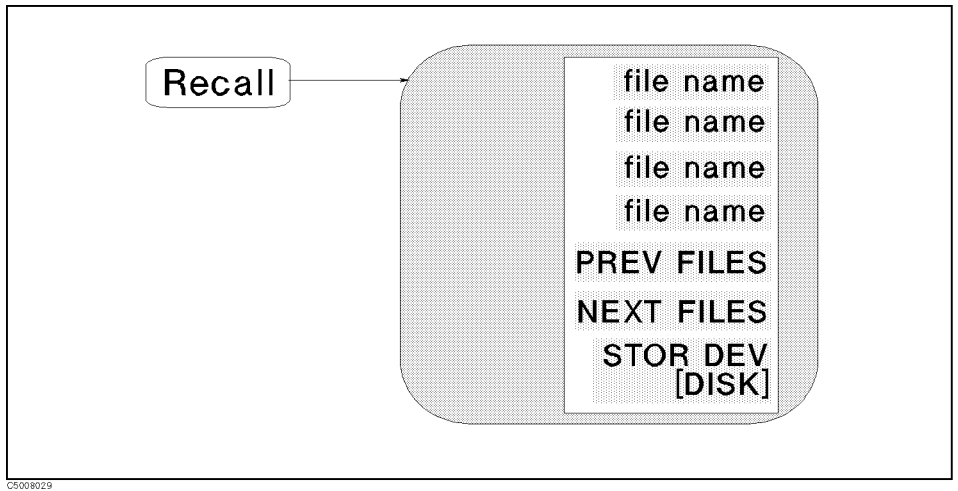 Recall
file name
file name
file name
file name
PREV FILES
NEXT FILES
STOR DEV
[DISK]
C5008029